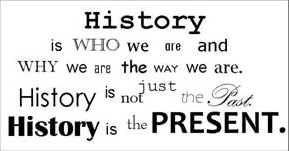 History
is WHO we are and
WHY we are the WAY we are.
History is not just the Past.
History is the PRESENT.